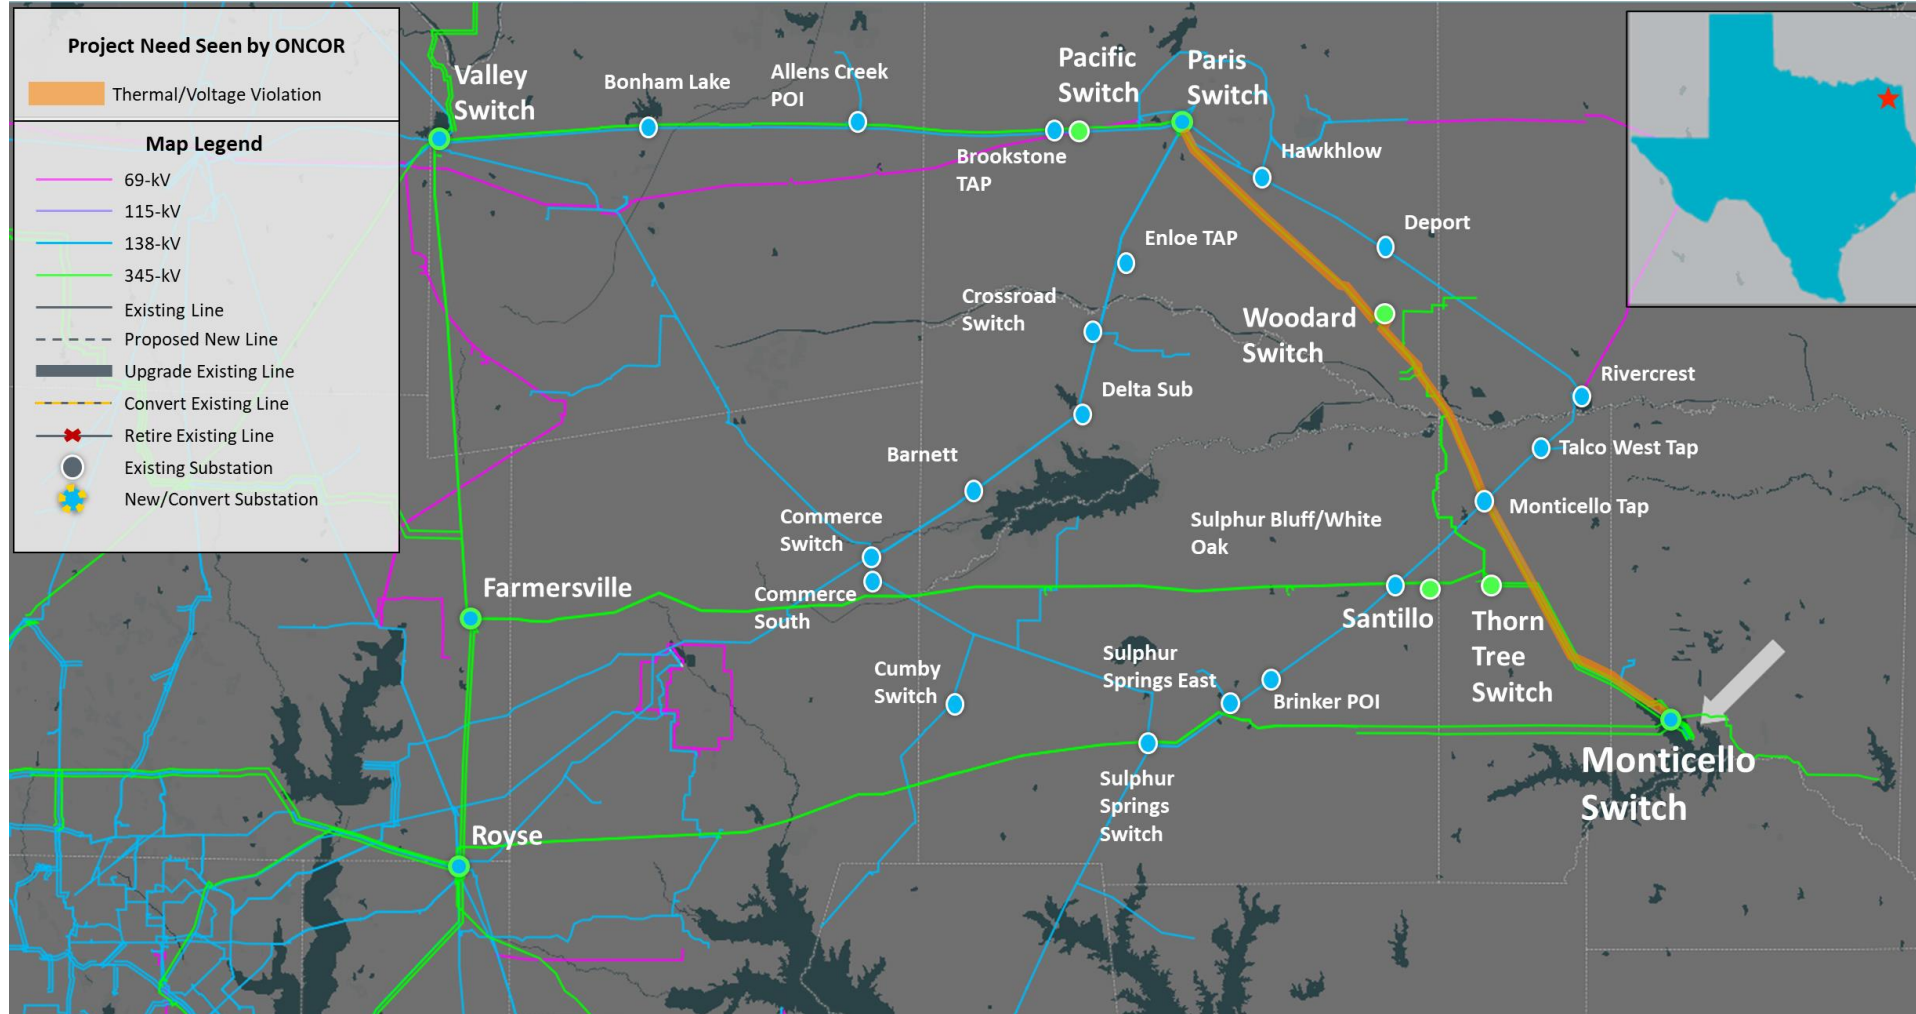 Project Need Seen by ONCOR
Thermal/Voltage Violation
Map Legend
69-kV
115-kV
138-kV
345-kV
Existing Line
Proposed New Line
Upgrade Existing Line
Convert Existing Line
Retire Existing Line
Existing Substation
New/Convert Substation
Valley
Switch
Bonham Lake
Allens Creek
POI
Pacific
Switch
Paris
Switch
Brookstone
TAP
Hawkhlow
Deport
Enloe TAP
Crossroad
Switch
Woodard
Switch
Delta Sub
Rivercrest
Talco West Tap
Barnett
Monticello Tap
Commerce
Switch
Sulphur Bluff/White
Oak
Farmersville
Commerce
South
Santillo
Thorn
Tree
Switch
Cumby
Switch
Sulphur
Springs East
Brinker POI
Monticello
Switch
Sulphur
Springs
Switch
Royse